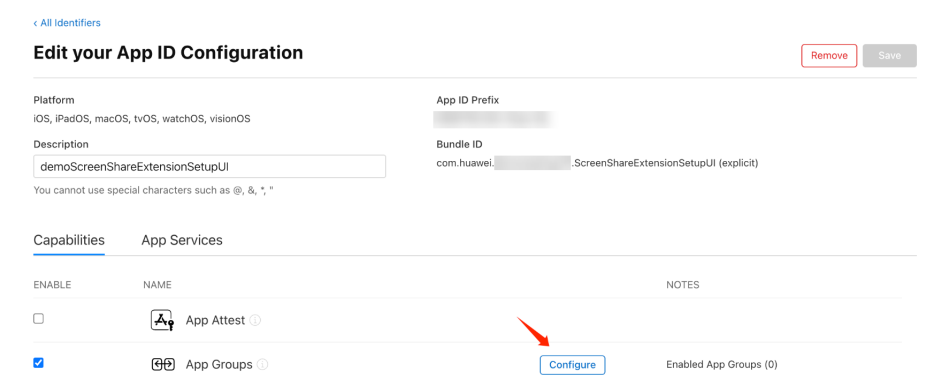 ‹ All Identifiers
Edit your App ID Configuration
Remove
Save
Platform
App ID Prefix
iOS, iPadOS, macOS, tvOS, watchOS, visionOS
Description
Bundle ID
demoScreenShareExtensionSetupUI
com.huawei. .ScreenShareExtensionSetupUI (explicit)
You cannot use special characters such as @, &, *, "
Capabilities
App Services
ENABLE
NAME
NOTES
App Attest
App Groups
Configure
Enabled App Groups (0)